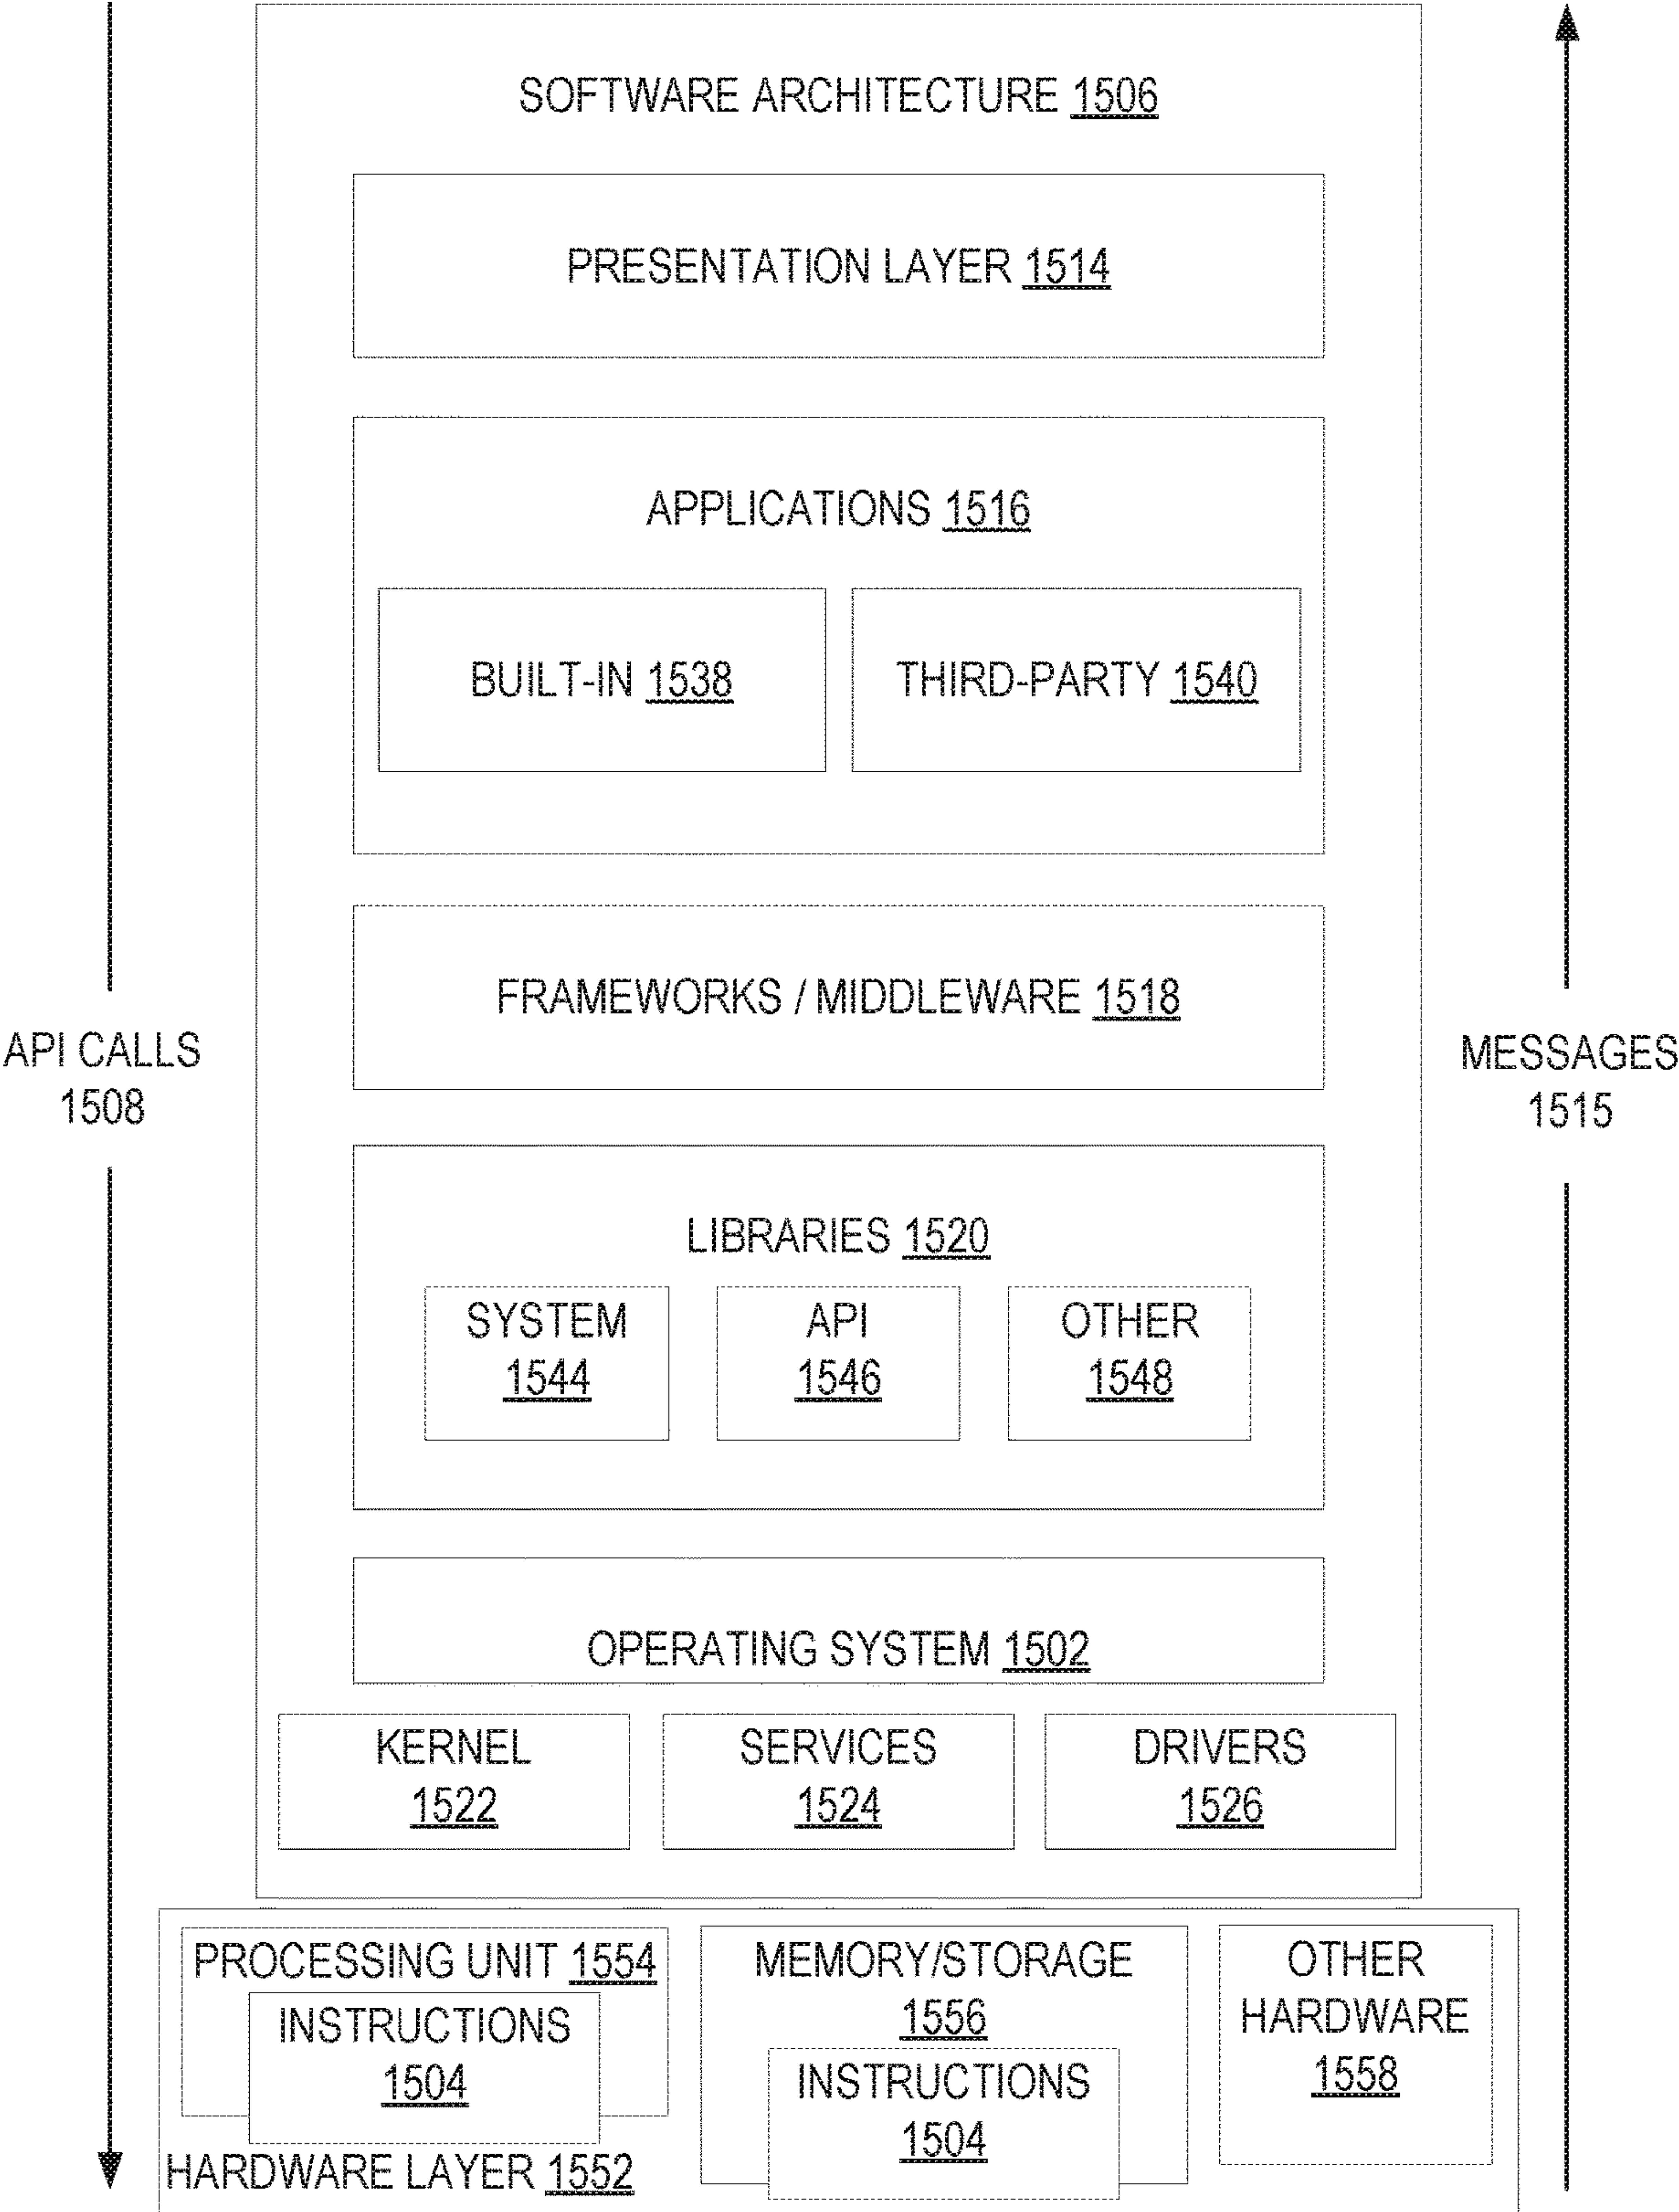 SOFTWARE ARCHITECTURE 1506
PRESENTATION LAYER 1514
APPLICATIONS 1516
BUILT-IN 1538
THIRD-PARTY 1540
FRAMEWORKS / MIDDLEWARE 1518
API CALLS
1508
MESSAGES
1515
LIBRARIES 1520
SYSTEM
1544
API
1546
OTHER
1548
OPERATING SYSTEM 1502
KERNEL
1522
SERVICES
1524
DRIVERS
1526
PROCESSING UNIT 1554
INSTRUCTIONS
1504
MEMORY/STORAGE
1556
INSTRUCTIONS
1504
OTHER
HARDWARE
1558
HARDWARE LAYER 1552